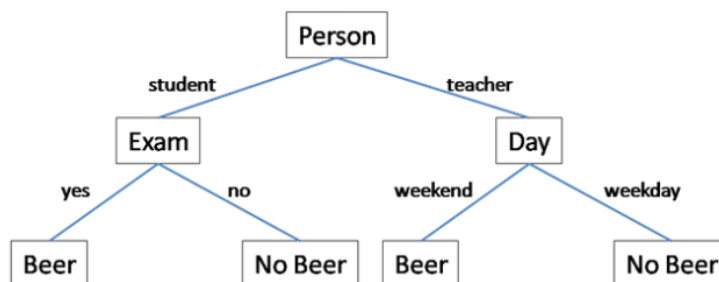 Person
student teacher
Exam Day
yes no weekend weekday
Beer No Beer Beer No Beer